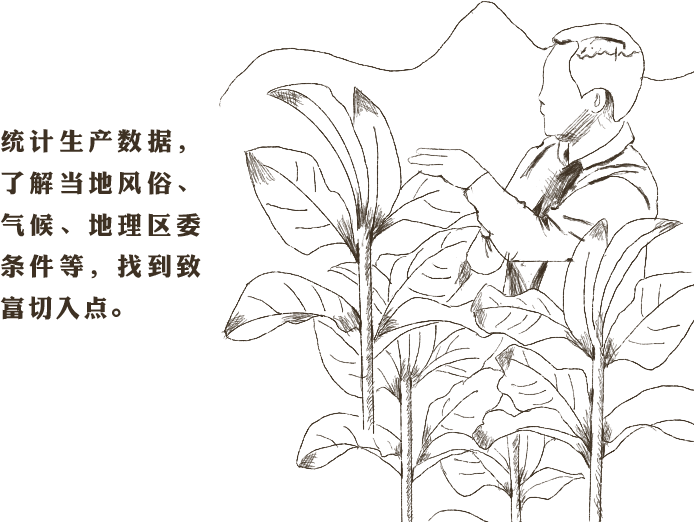 统计生产数据，
了解当地风俗、
气候、地理区委
条件等，找到致
富切入点。